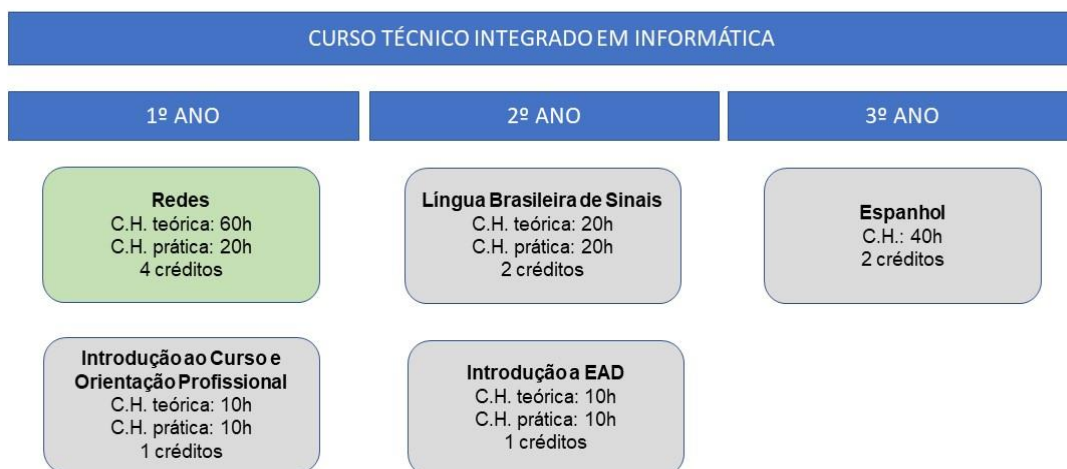 CURSO TÉCNICO INTEGRADO EM INFORMÁTICA
1º ANO
2º ANO
3º ANO
Redes
C.H. teórica: 60h
C.H. prática: 20h
4 créditos
Língua Brasileira de Sinais
C.H. teórica: 20h
C.H. prática: 20h
2 créditos
Espanhol
C.H.: 40h
2 créditos
Introdução ao Curso e
Orientação Profissional
C.H. teórica: 10h
C.H. prática: 10h
1 créditos
Introdução a EAD
C.H. teórica: 10h
C.H. prática: 10h
1 créditos